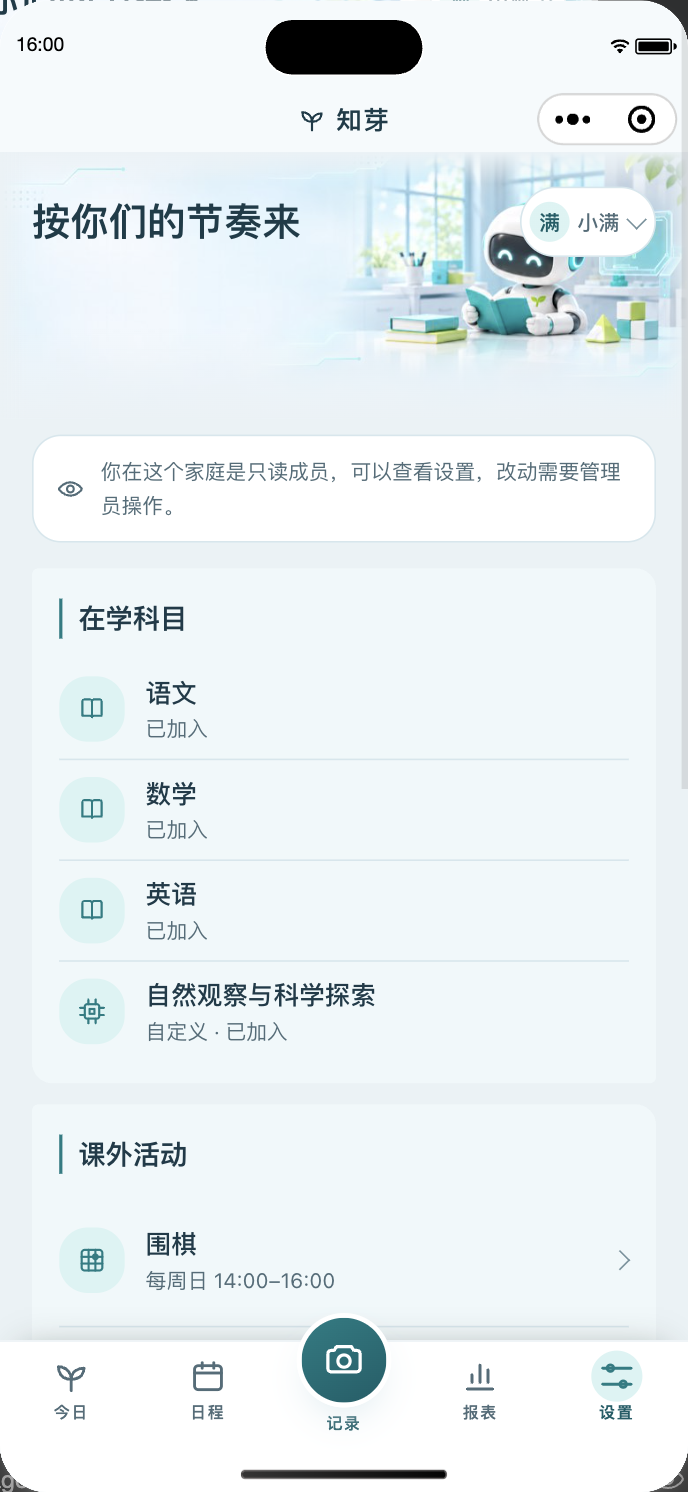 16:00
知芽
按你们的节奏来
满 小满
你在这个家庭是只读成员，可以查看设置，改动需要管理
员操作。
在学科目
语文
已加入
数学
已加入
英语
已加入
自然观察与科学探索
自定义 · 已加入
课外活动
围棋
每周日 14:00–16:00
今日
日程
记录
报表
设置